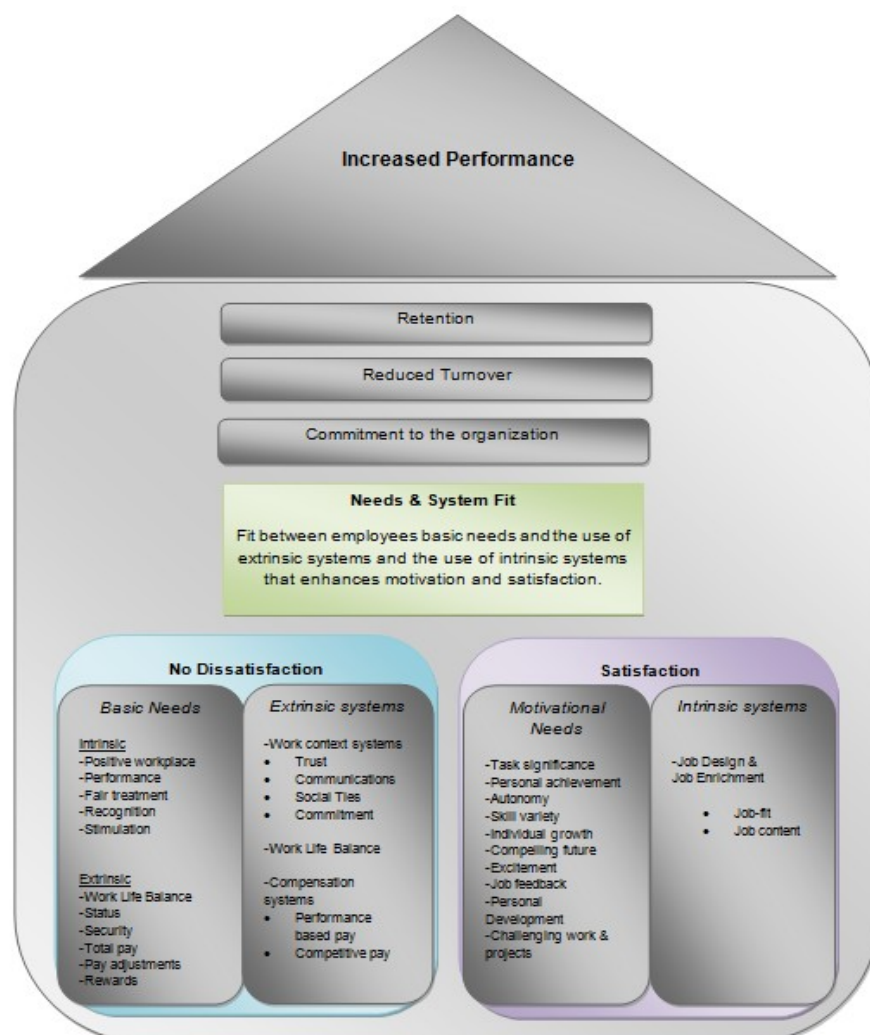 Increased Performance
Retention
Reduced Turnover
Commitment to the organization
Needs & System Fit
Fit between employees basic needs and the use of
extrinsic systems and the use of intrinsic systems
that enhances motivation and satisfaction.
No Dissatisfaction
Basic Needs
Intrinsic
-Positive workplace
-Performance
-Fair treatment
-Recognition
-Stimulation
Extrinsic
-Work Life Balance
-Status
-Security
-Total pay
-Pay adjustments
-Rewards
Extrinsic systems
-Work context systems
• Trust
• Communications
• Social Ties
• Commitment
-Work Life Balance
-Compensation
systems
• Performance
based pay
• Competitive pay
Satisfaction
Motivational
Needs
-Task significance
-Personal achievement
-Autonomy
-Skill variety
-Individual growth
-Compelling future
-Excitement
-Job feedback
-Personal
Development
-Challenging work &
projects
Intrinsic systems
-Job Design &
Job Enrichment
• Job-fit
• Job content